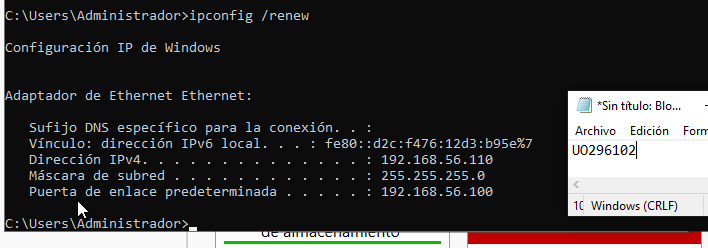 C:\Users\Administrador>ipconfig /renew
Configuración IP de Windows
Adaptador de Ethernet Ethernet:
Sufijo DNS específico para la conexión. . :
Vínculo: dirección IPv6 local. . . : fe80::d2c:f476:12d3:b95e%7
Dirección IPv4. . . . . . . . . . . . . . : 192.168.56.110
Máscara de subred . . . . . . . . . . . . : 255.255.255.0
Puerta de enlace predeterminada . . . . . : 192.168.56.100
C:\Users\Administrador>
*Sin título: Blo...
Archivo Edición Form
UO296102
Windows (CRLF)
de almacenamiento